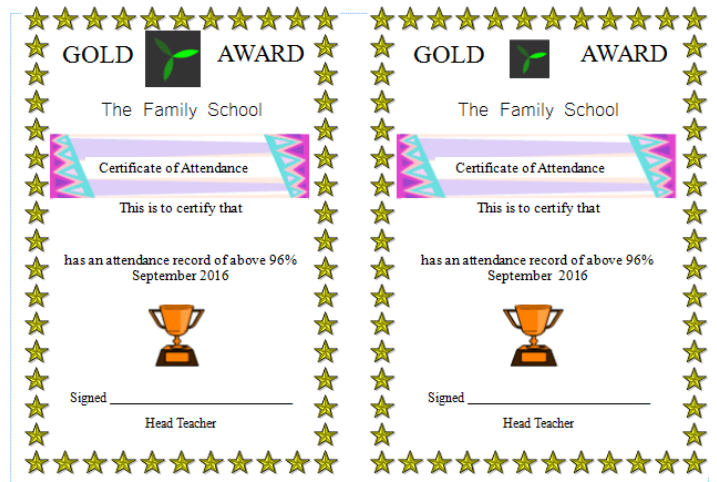 GOLD AWARD
The Family School
Certificate of Attendance
This is to certify that
has an attendance record of above 96%
September 2016
Signed
Head Teacher
GOLD AWARD
The Family School
Certificate of Attendance
This is to certify that
has an attendance record of above 96%
September 2016
Signed
Head Teacher